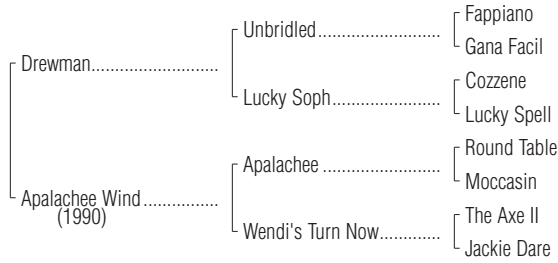 Fappiano
Unbridled
Gana Facil
Drewman
Cozzene
Lucky Soph
Lucky Spell
Round Table
Apalachee
Moccasin
Apalachee Wind
(1990)
The Axe II
Wendi's Turn Now
Jackie Dare